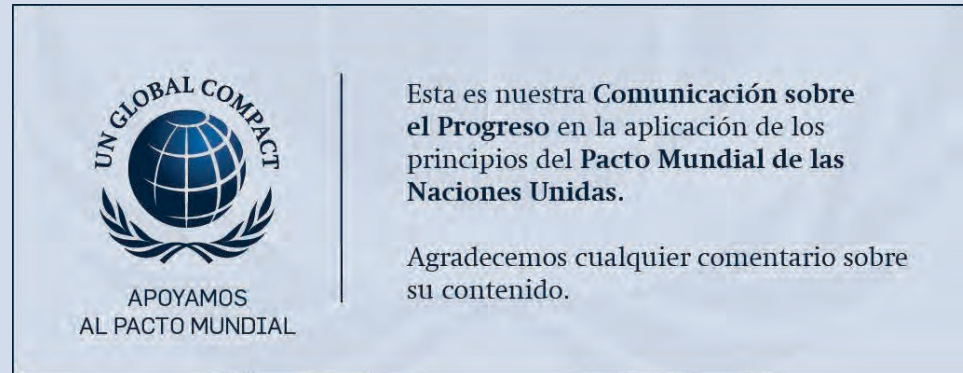 UN GLOBAL COMPACT
APOYAMOS
AL PACTO MUNDIAL
Esta es nuestra Comunicación sobre
el Progreso en la aplicación de los
principios del Pacto Mundial de las
Naciones Unidas.
Agradecemos cualquier comentario sobre
su contenido.